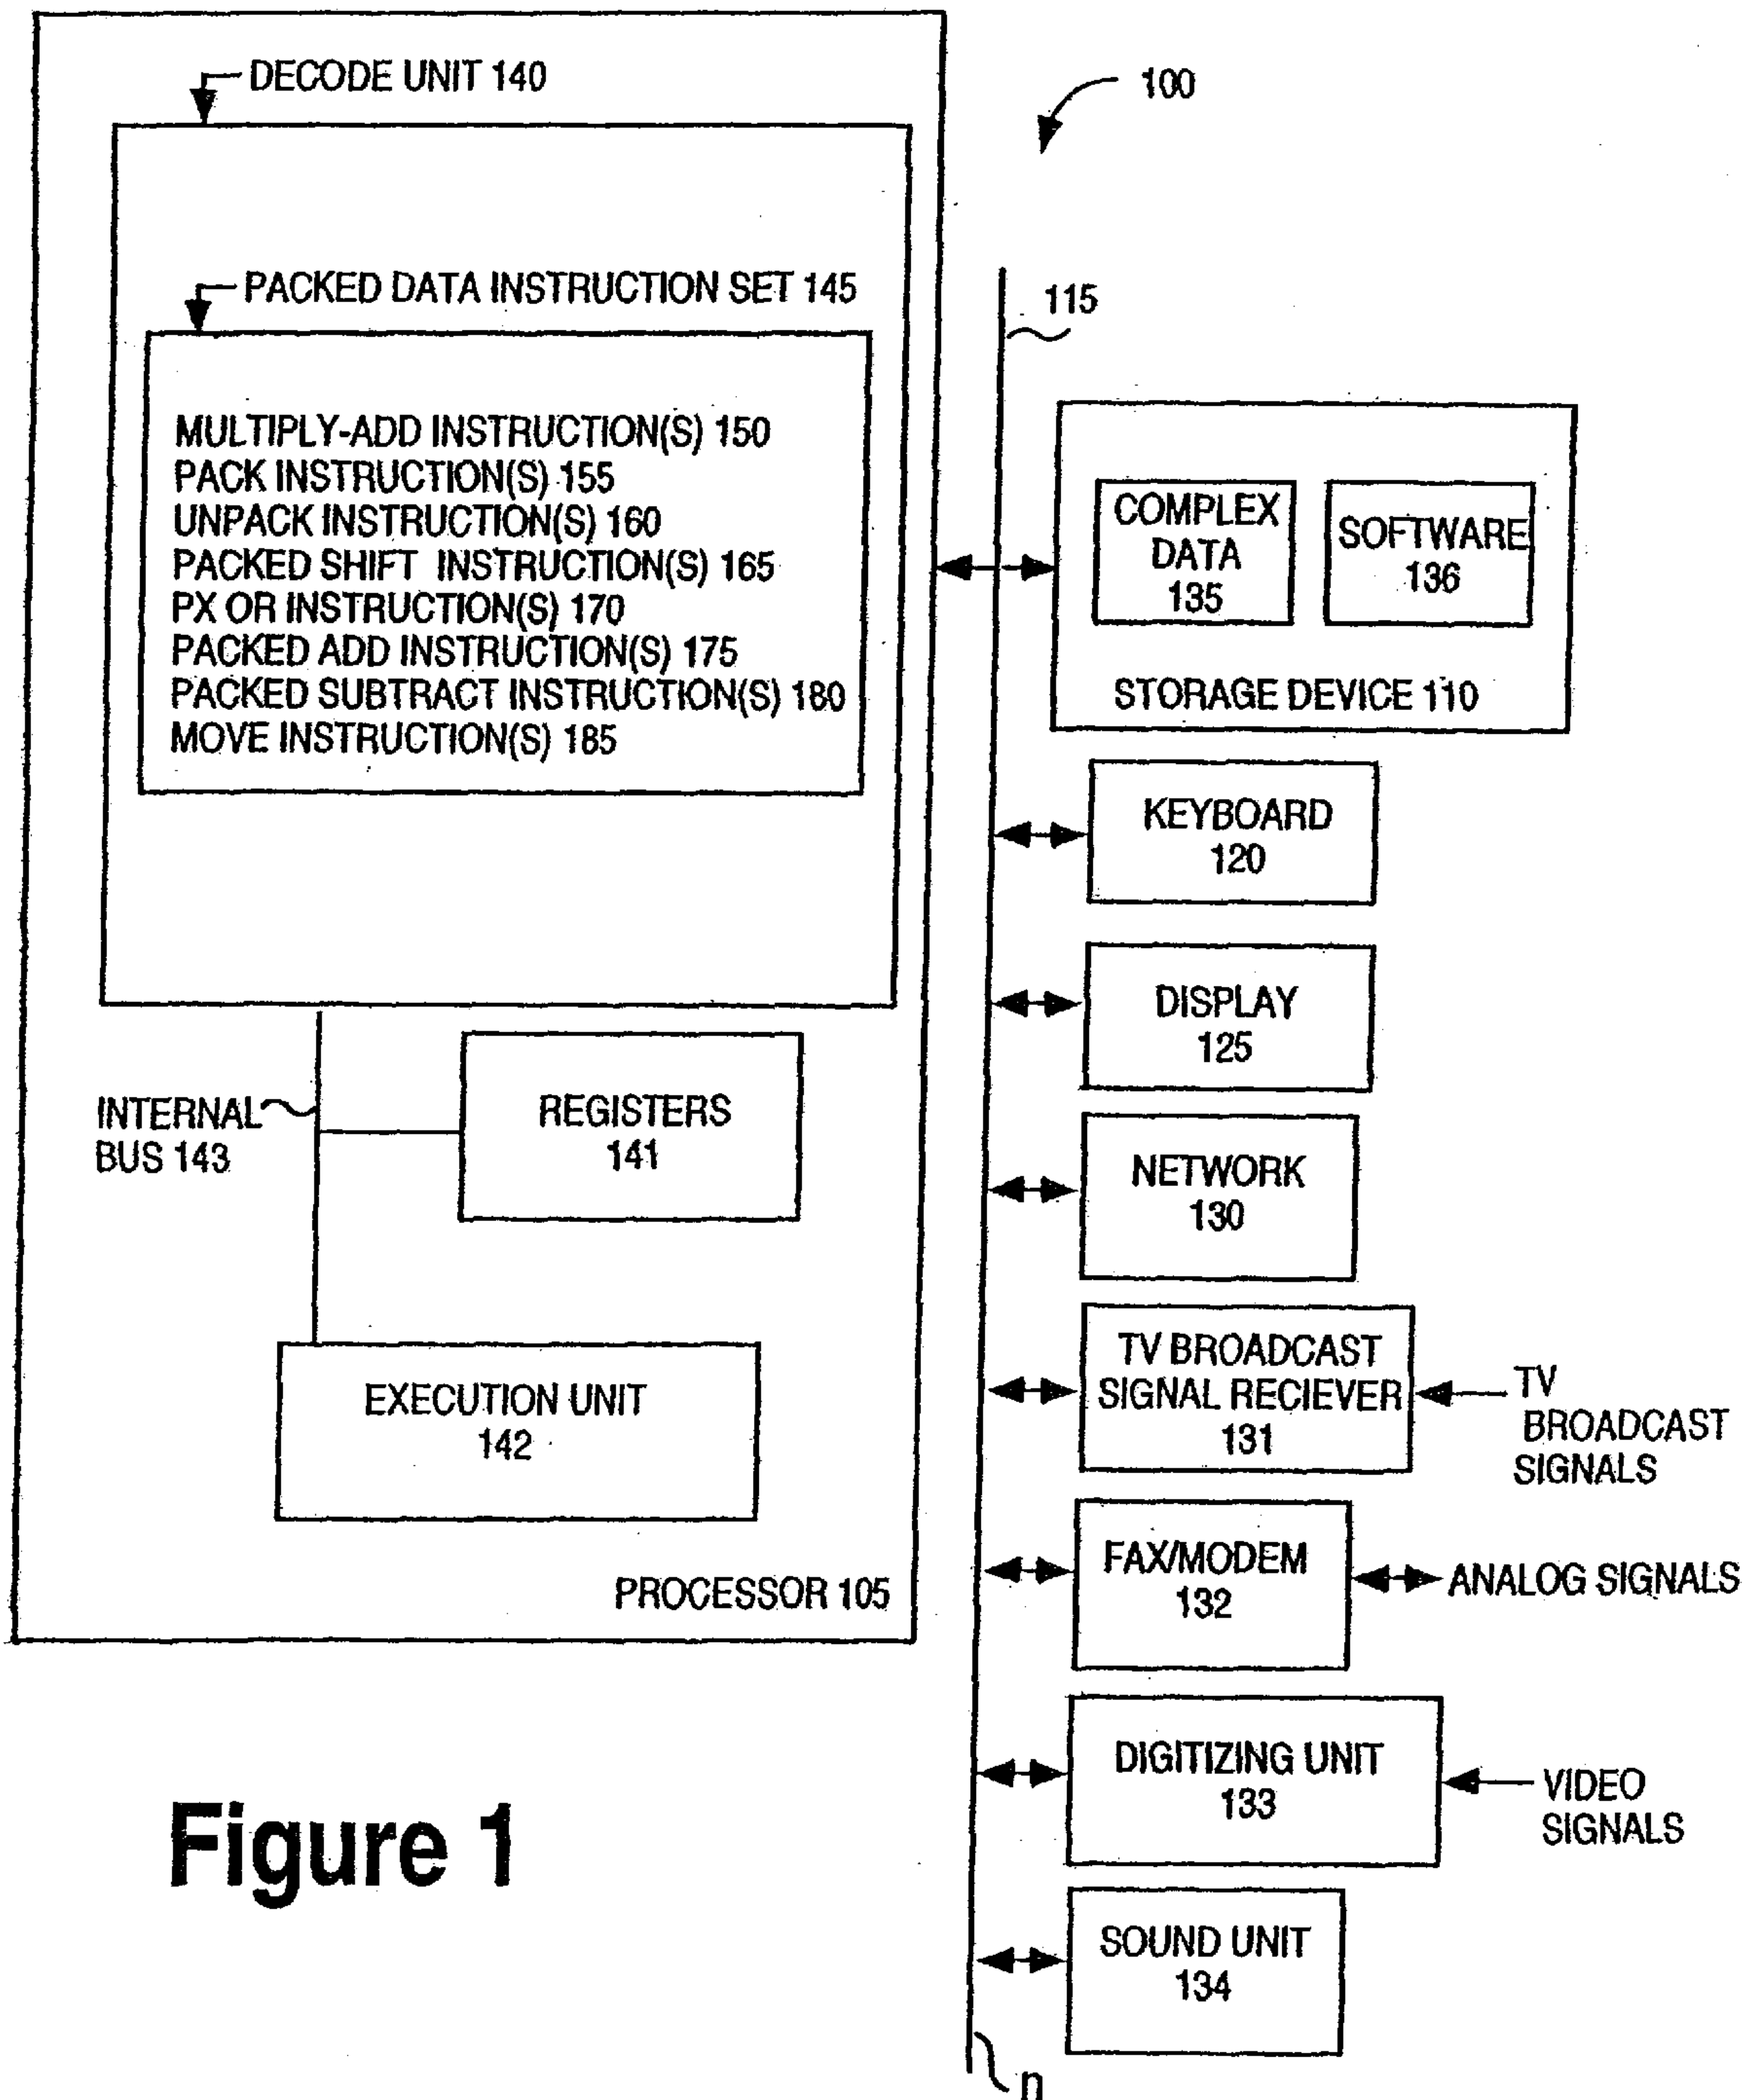 DECODE UNIT 140
100
PACKED DATA INSTRUCTION SET 145
115
MULTIPLY-ADD INSTRUCTION(S) 150
PACK INSTRUCTION(S) 155
UNPACK INSTRUCTION(S) 160
PACKED SHIFT INSTRUCTION(S) 165
PX OR INSTRUCTION(S) 170
PACKED ADD INSTRUCTION(S) 175
PACKED SUBTRACT INSTRUCTION(S) 180
MOVE INSTRUCTION(S) 185
COMPLEX
DATA
135
SOFTWARE
136
STORAGE DEVICE 110
KEYBOARD
120
DISPLAY
125
INTERNAL
BUS 143
REGISTERS
141
NETWORK
130
EXECUTION UNIT
142
TV BROADCAST
SIGNAL RECIEVER
131
TV
BROADCAST
SIGNALS
PROCESSOR 105
FAX/MODEM
132
ANALOG SIGNALS
DIGITIZING UNIT
133
VIDEO
SIGNALS
Figure 1
SOUND UNIT
134
n